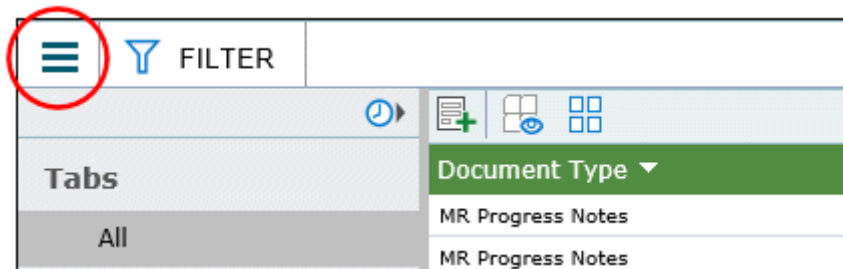 FILTER
Tabs
All
Document Type
MR Progress Notes
MR Progress Notes